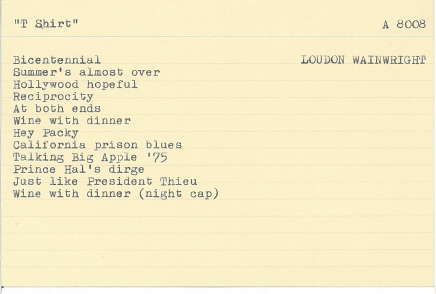 "T Shirt" A 8008
Bicentennial LOUDON WAINWRIGHT
Summer's almost over
Hollywood hopeful
Reciprocity
At both ends
Wine with dinner
Hey Packy
California prison blues
Talking Big Apple '75
Prince Hal's dirge
Just like President Thieu
Wine with dinner (night cap)